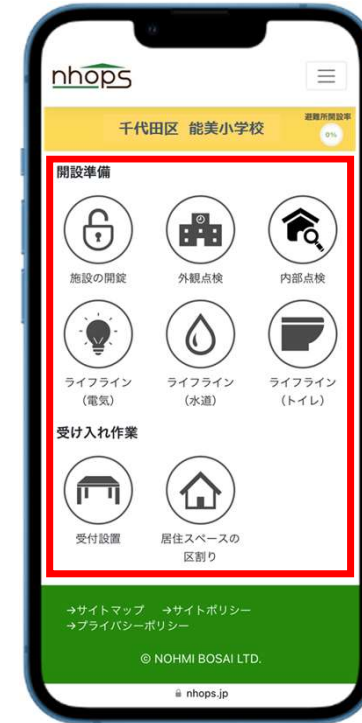 nhops
千代田区 能美小学校
避難所開設率
0%
開設準備
施設の開錠
外観点検
内部点検
ライフライン
（電気）
ライフライン
（水道）
ライフライン
（トイレ）
受け入れ作業
受付設置
居住スペースの
区割り
→サイトマップ →サイトポリシー
→プライバシーポリシー
© NOHMI BOSAI LTD.
nhops.jp